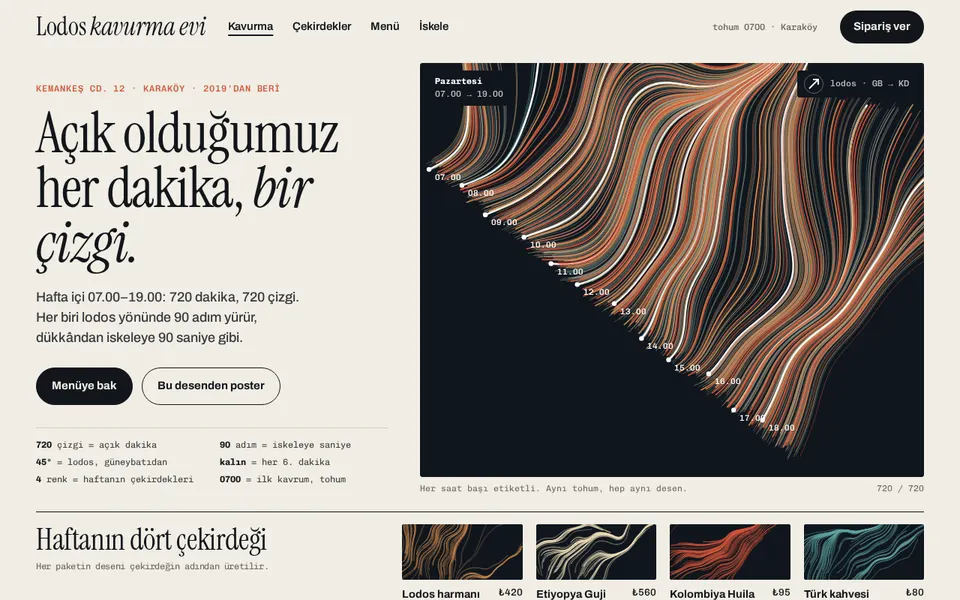 Lodos kavurma evi
Kavurma
Çekirdekler
Menü
İskele
tohum 0700 · Karaköy
Sipariş ver
KEMANKEŞ CD. 12 · KARAKÖY · 2019'DAN BERİ
Açık olduğumuz
her dakika, bir
çizgi.
Hafta içi 07.00–19.00: 720 dakika, 720 çizgi.
Her biri lodos yönünde 90 adım yürür,
dükkândan iskeleye 90 saniye gibi.
Menüye bak
Bu desenden poster
720 çizgi = açık dakika
90 adım = iskeleye saniye
45° = lodos, güneybatıdan
kalın = her 6. dakika
4 renk = haftanın çekirdekleri
0700 = ilk kavrum, tohum
Pazartesi
07.00 → 19.00
lodos · GB → KD
07.00
08.00
09.00
10.00
11.00
12.00
13.00
14.00
15.00
16.00
17.00
18.00
Her saat başı etiketli. Aynı tohum, hep aynı desen.
720 / 720
Haftanın dört çekirdeği
Her paketin deseni çekirdeğin adından üretilir.
Lodos harmanı ₺420
Etiyopya Guji ₺560
Kolombiya Huila ₺95
Türk kahvesi ₺80